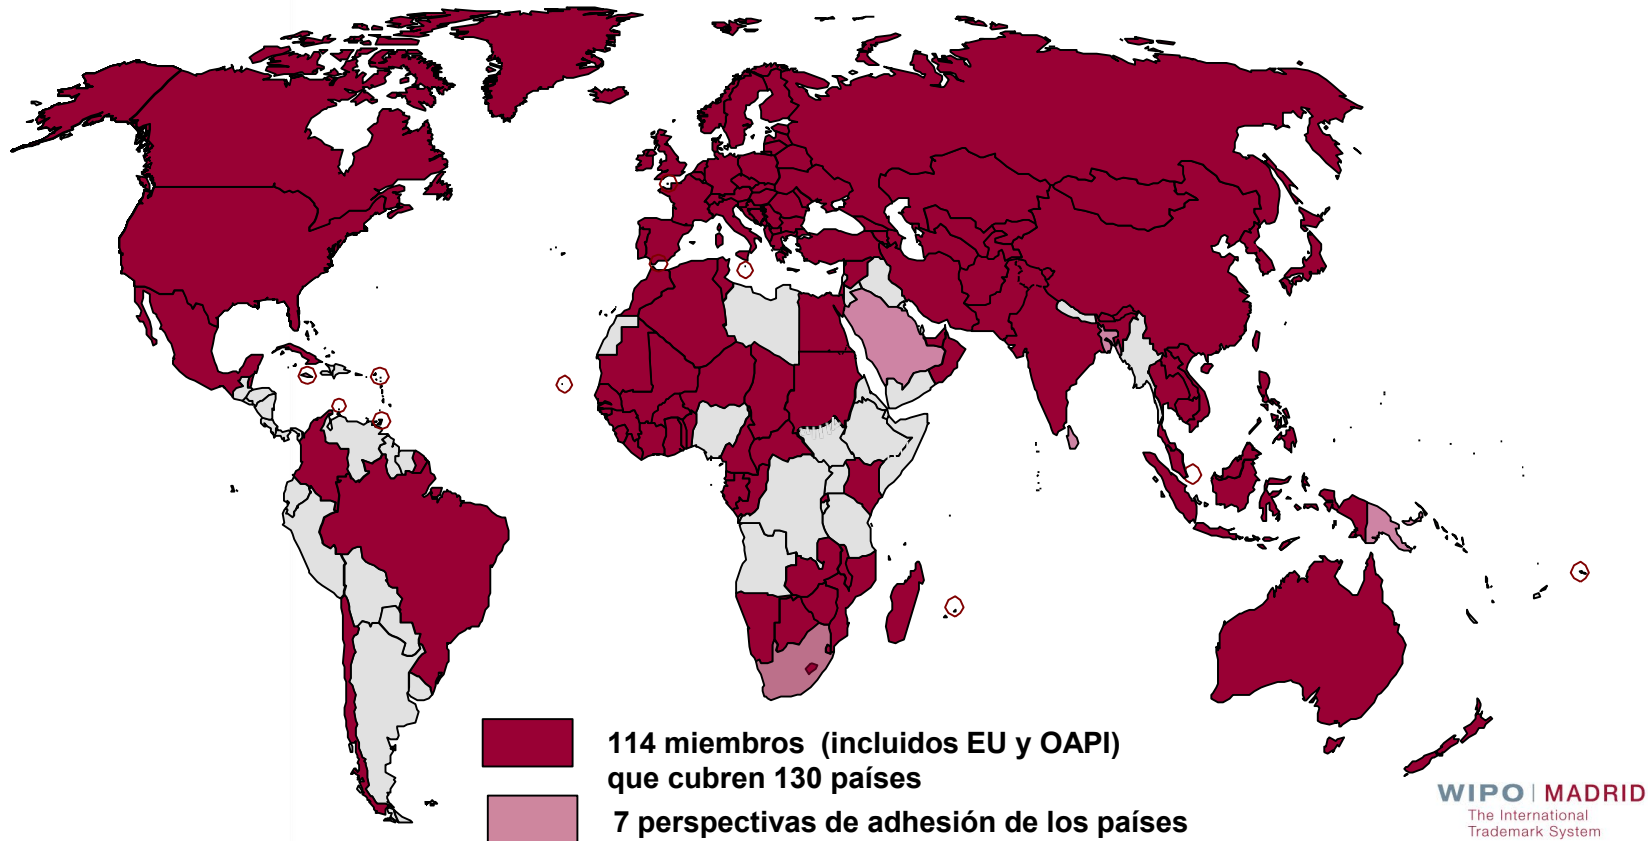 114 miembros (incluidos EU y OAPI)
que cubren 130 países
7 perspectivas de adhesión de los países
WIPO | MADRID
The International
Trademark System